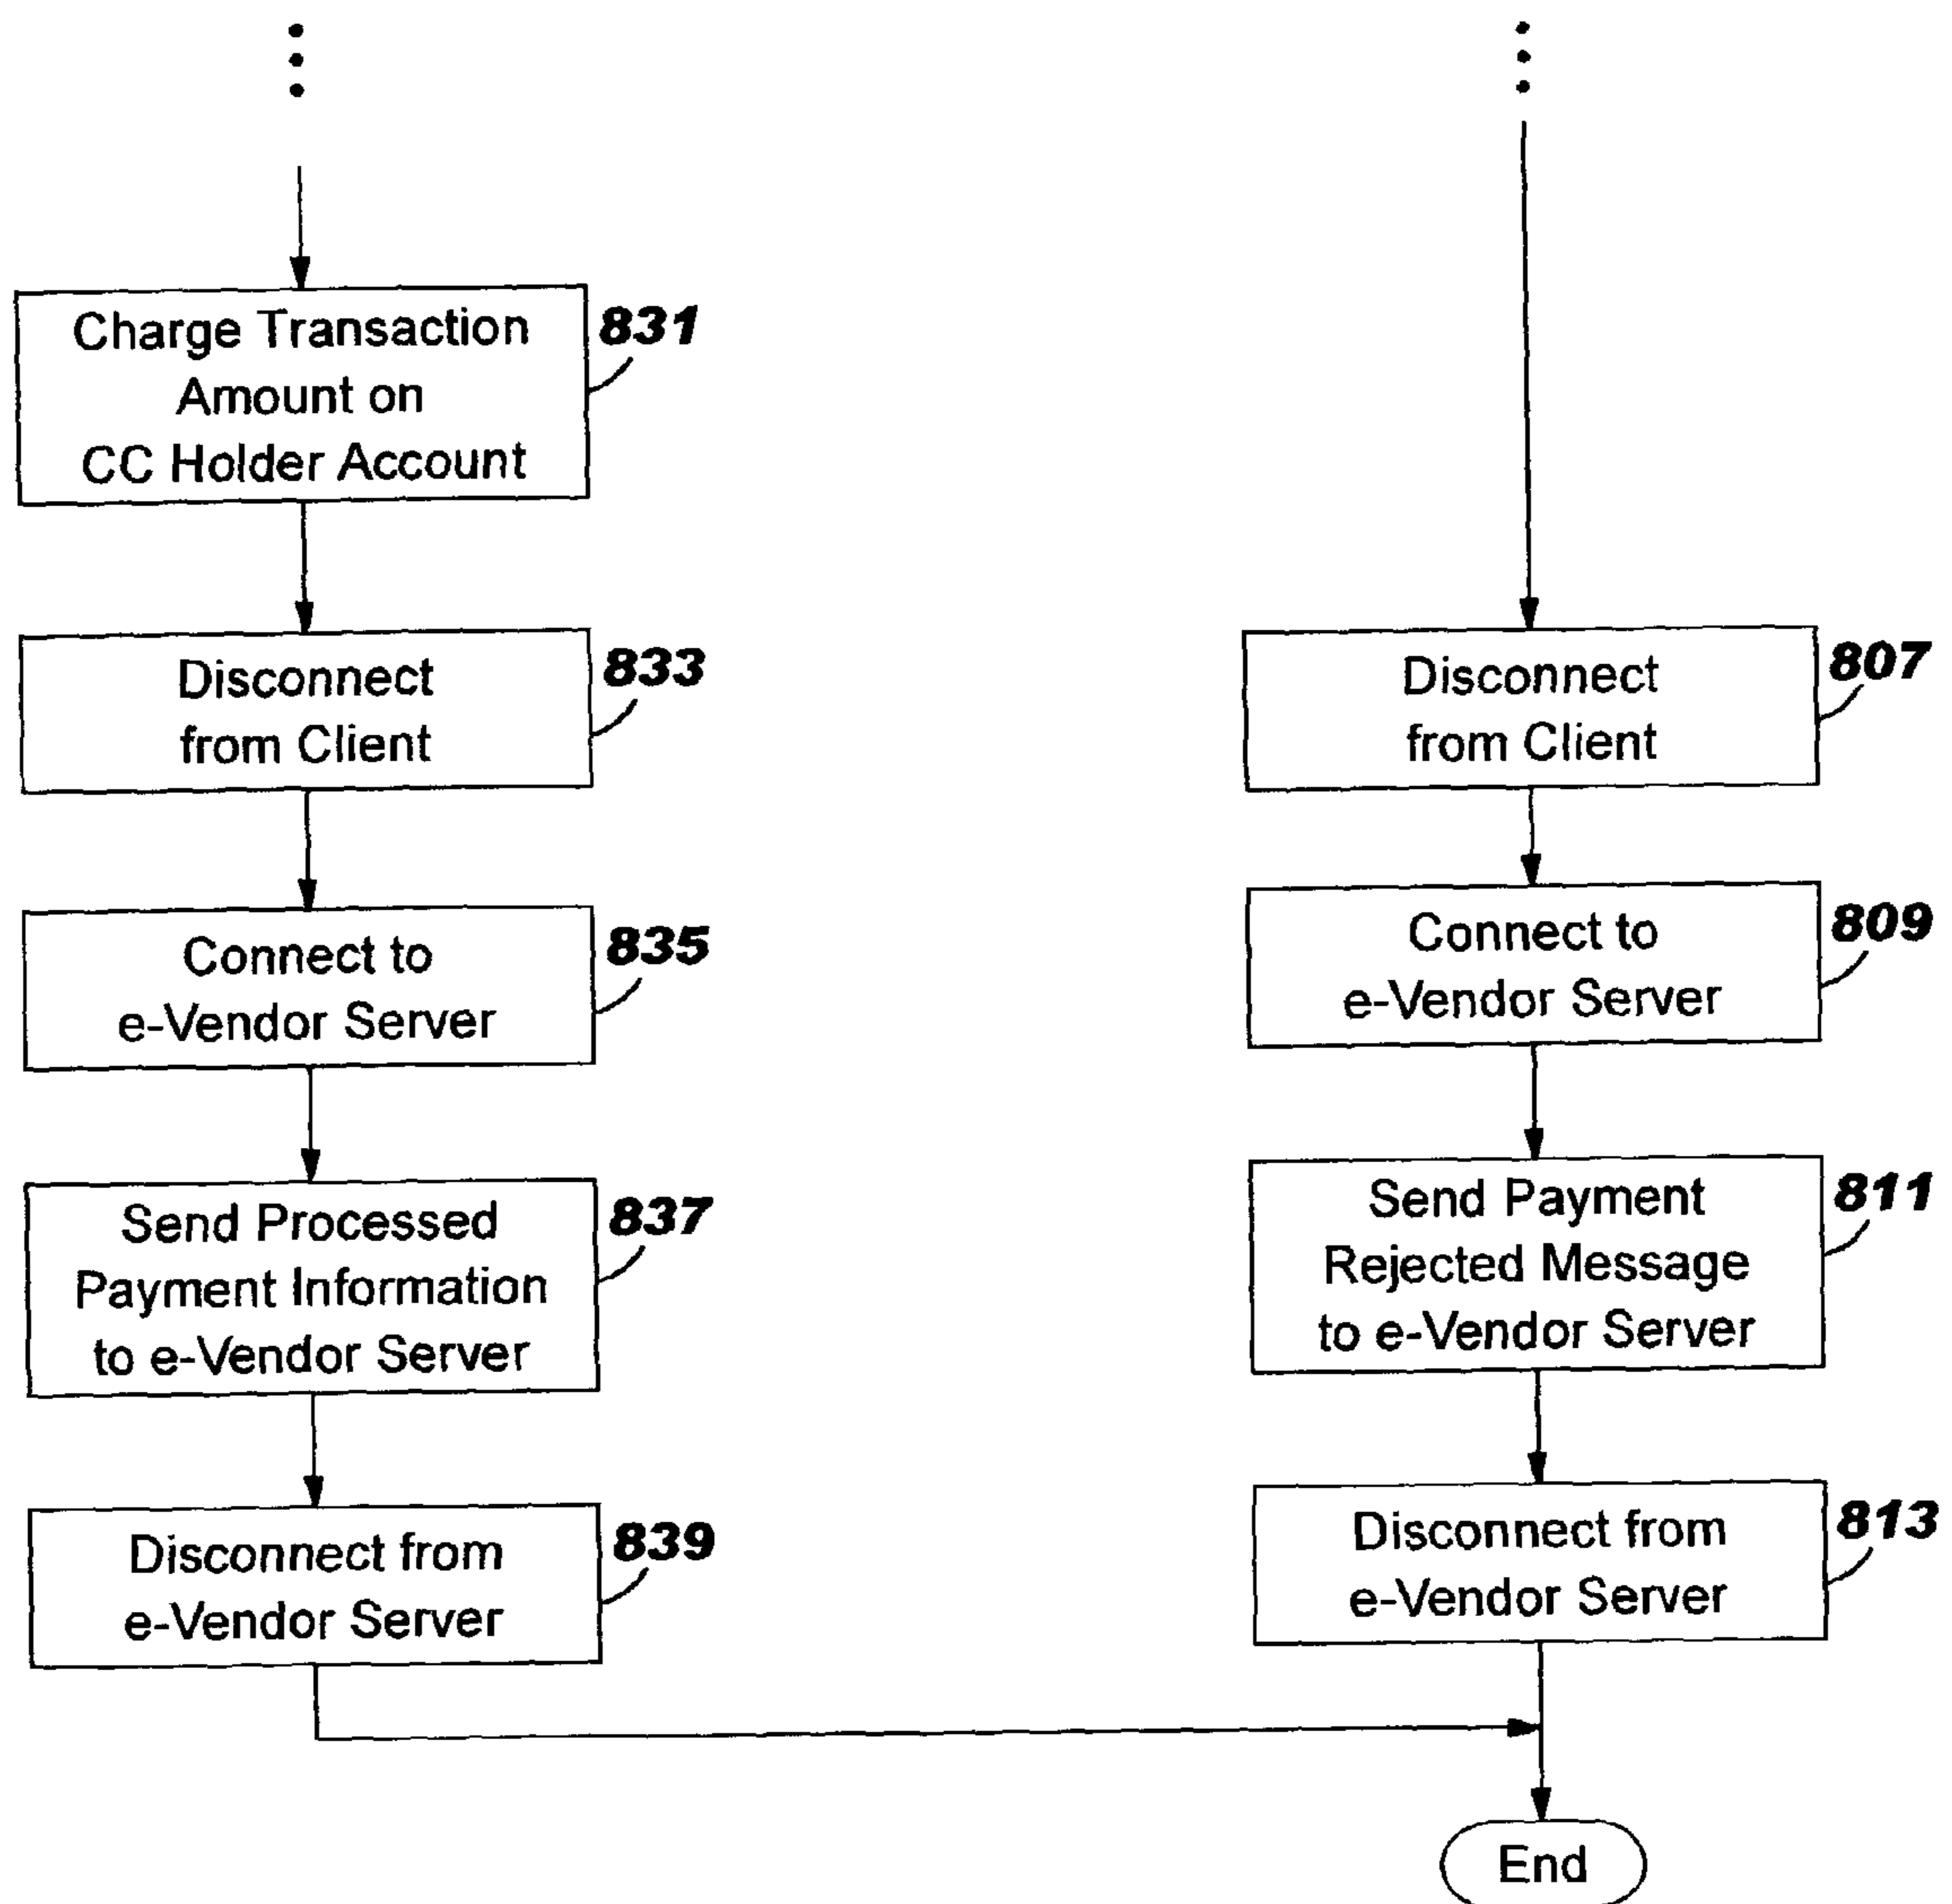 Charge Transaction
Amount on
CC Holder Account
831
Disconnect
from Client
833
Connect to
e-Vendor Server
835
Send Processed
Payment Information
to e-Vendor Server
837
Disconnect from
e-Vendor Server
839
Disconnect
from Client
807
Connect to
e-Vendor Server
809
Send Payment
Rejected Message
to e-Vendor Server
811
Disconnect from
e-Vendor Server
813
End